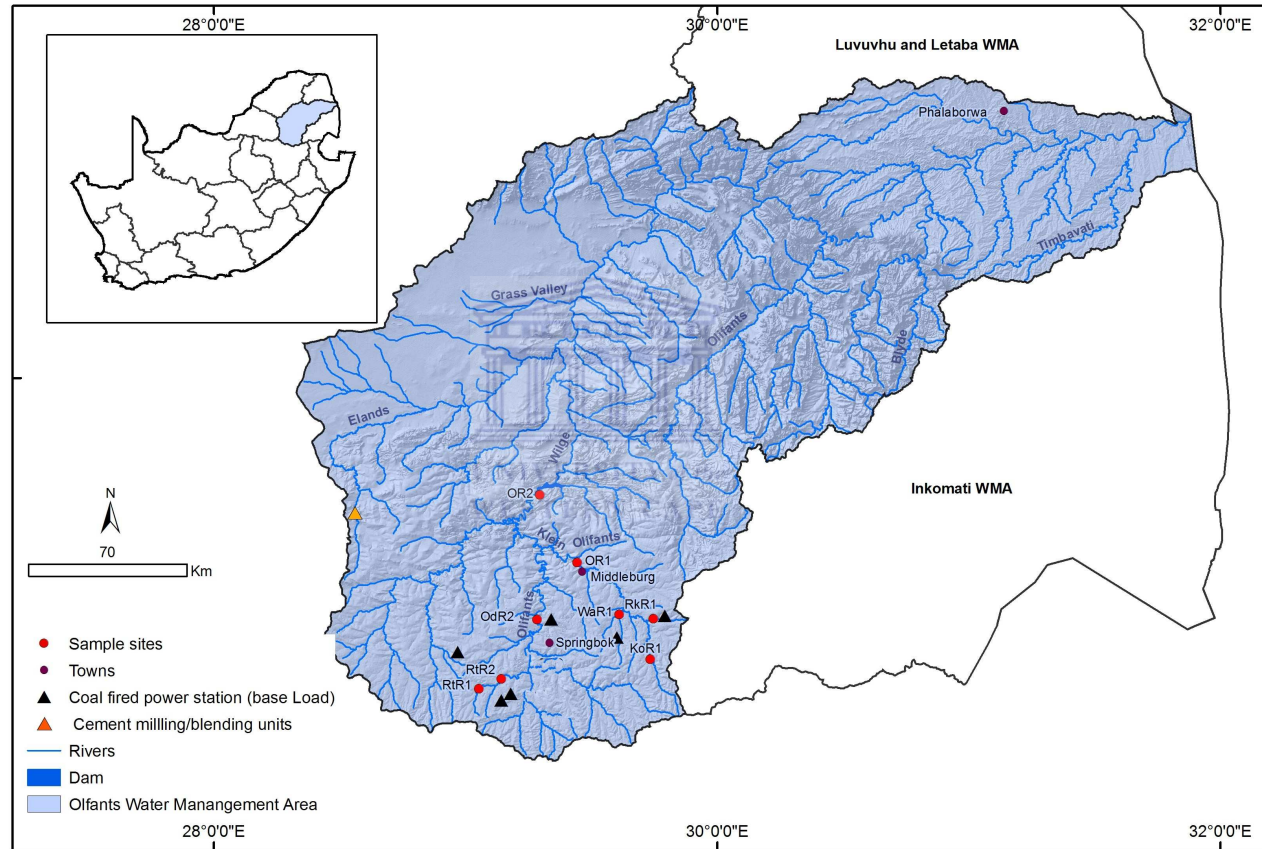 28°0'0"E
30°0'0"E
32°0'0"E
Luvuvhu and Letaba WMA
Phalaborwa
Timbavati
Grass Valley
Olifants
Blyde
Elands
Wilge
OR2
Inkomati WMA
Klein Olifants
OR1
Middleburg
N
70
Km
Olifants
OdR2
WaR1
RkR1
Springbok
KoR1
RtR2
RtR1
Sample sites
Towns
Coal fired power station (base Load)
Cement millling/blending units
Rivers
Dam
Olfants Water Manangement Area
28°0'0"E
30°0'0"E
32°0'0"E